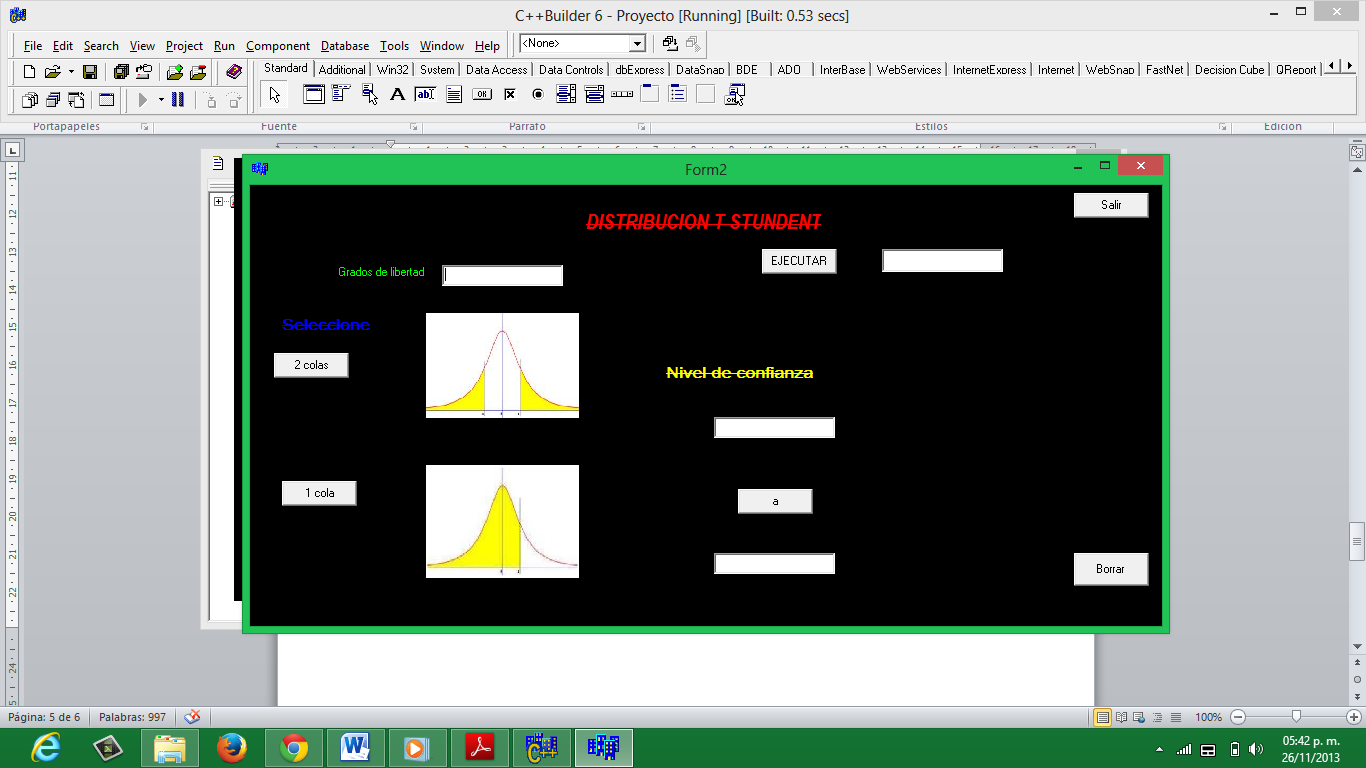 C++Builder 6 - Proyecto [Running] [Built: 0.53 secs]
File Edit Search View Project Run Component Database Tools Window Help
<None>
Standard Additional Win32 System Data Access Data Controls dbExpress DataSnap BDE ADO InterBase WebServices InternetExpress Internet WebSnap FastNet Decision Cube QReport
Portapapeles Fuente Párrafo Estilos Edición
Form2
Salir
DISTRIBUCION T STUNDENT
EJECUTAR
Grados de libertad
Seleccione
2 colas
Nivel de confianza
1 cola
a
Borrar
Página: 5 de 6 Palabras: 997 100%
05:42 p. m.
26/11/2013